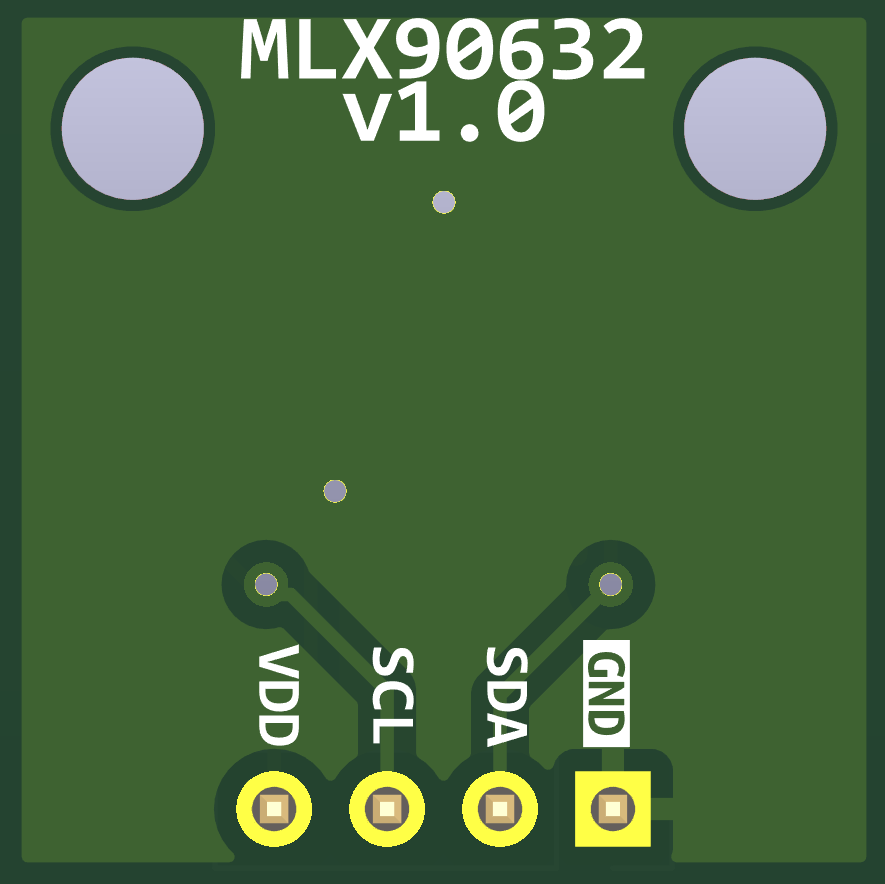 MLX90632
v1.0
VDD
SCL
SDA
GND